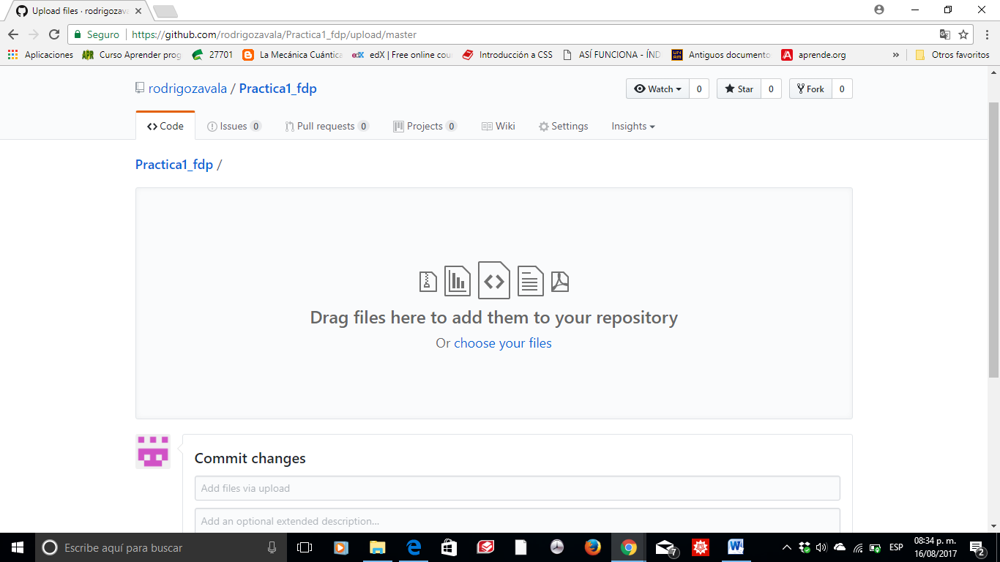 Upload files · rodrigozava
Seguro https://github.com/rodrigozavala/Practica1_fdp/upload/master
Aplicaciones APR Curso Aprender prog 27701 La Mecánica Cuántica edX edX | Free online cou Introducción a CSS ASÍ FUNCIONA - ÍND Antiguos documento aprende.org » Otros favoritos
rodrigozavala / Practica1_fdp Watch 0 Star 0 Fork 0
Code Issues 0 Pull requests 0 Projects 0 Wiki Settings Insights
Practica1_fdp /
Drag files here to add them to your repository
Or choose your files
Commit changes
Add files via upload
Add an optional extended description...
Escribe aquí para buscar 7 ESP 08:34 p. m. 2
16/08/2017